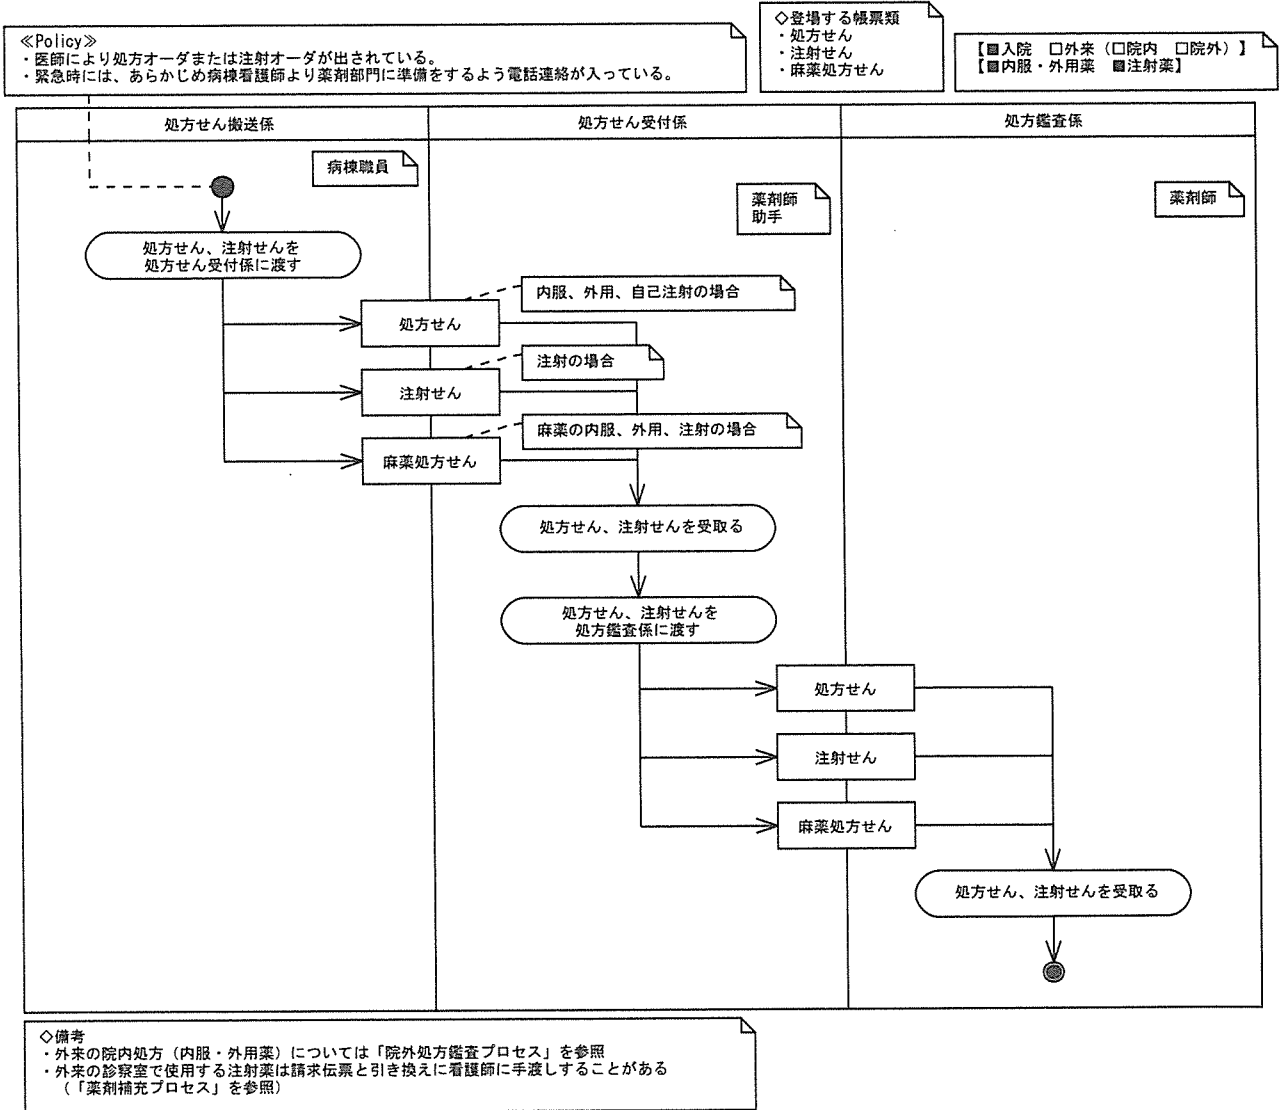 ≪Policy≫
・医師により処方オーダまたは注射オーダが出されている。
・緊急時には、あらかじめ病棟看護師より薬剤部門に準備をするよう電話連絡が入っている。
◇登場する帳票類
・処方せん
・注射せん
・麻薬処方せん
【■入院 □外来（□院内 □院外）】
【■内服・外用薬 ■注射薬】
処方せん搬送係
処方せん受付係
処方鑑査係
病棟職員
薬剤師
助手
薬剤師
処方せん、注射せんを
処方せん受付係に渡す
内服、外用、自己注射の場合
処方せん
注射の場合
注射せん
麻薬の内服、外用、注射の場合
麻薬処方せん
処方せん、注射せんを受取る
処方せん、注射せんを
処方鑑査係に渡す
処方せん
注射せん
麻薬処方せん
処方せん、注射せんを受取る
◇備考
・外来の院内処方（内服・外用薬）については「院外処方鑑査プロセス」を参照
・外来の診察室で使用する注射薬は請求伝票と引き換えに看護師に手渡しすることがある
（「薬剤補充プロセス」を参照）